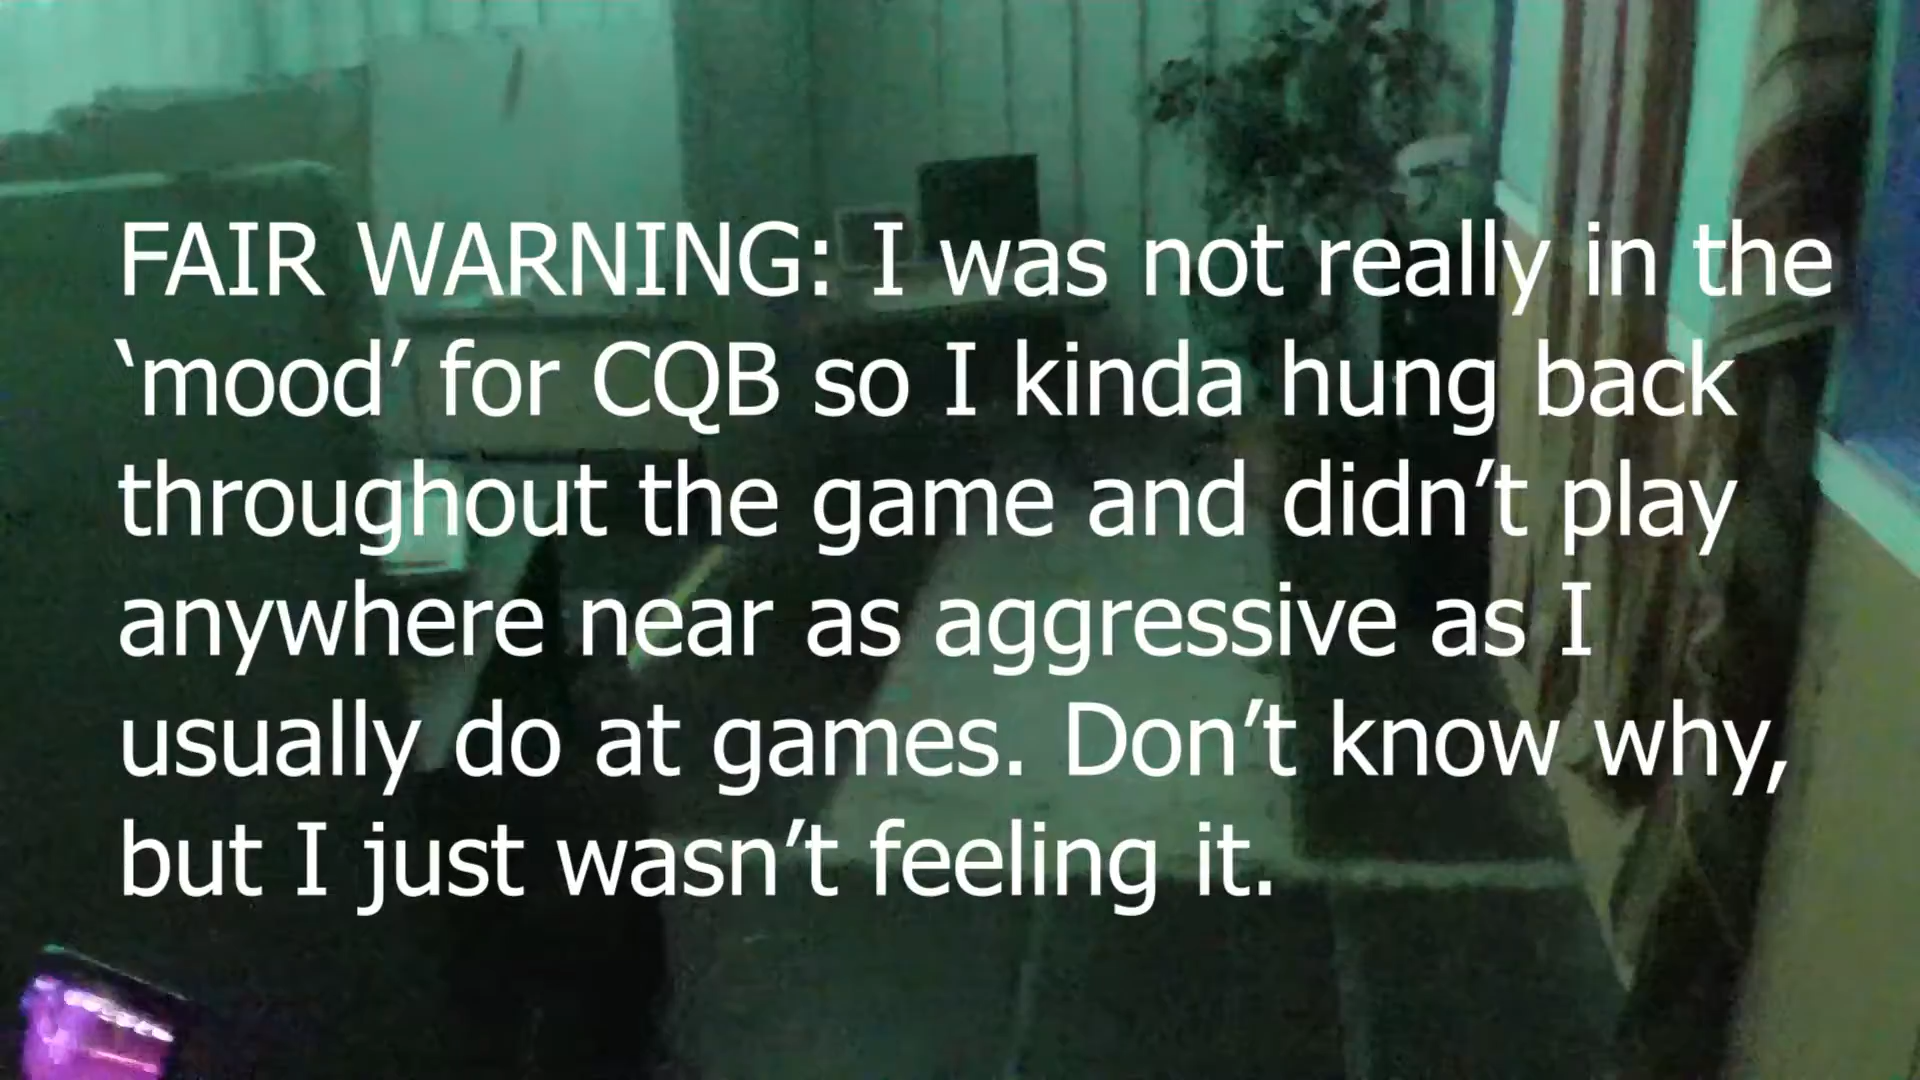 FAIR WARNING: I was not really in the
‘mood’ for CQB so I kinda hung back
throughout the game and didn’t play
anywhere near as aggressive as I
usually do at games. Don’t know why,
but I just wasn’t feeling it.